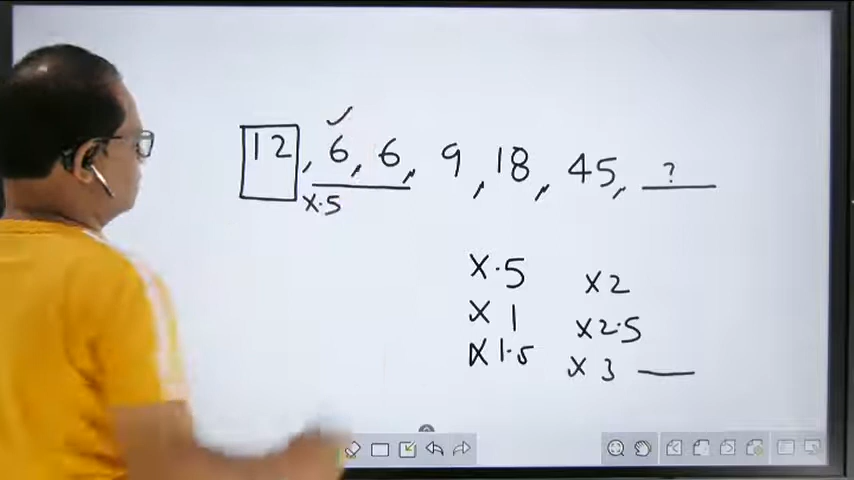 12, 6, 6, 9, 18, 45, ?
×·5
×·5 ×2
×1 ×2·5
×1·5 ×3